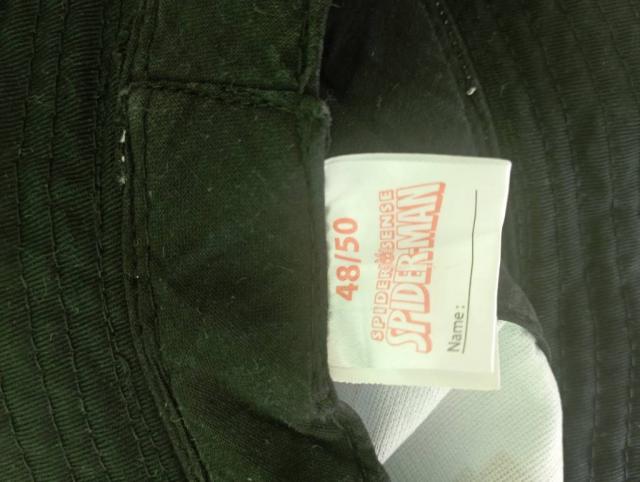 48/50
SPIDER SENSE
SPIDER-MAN
Name: